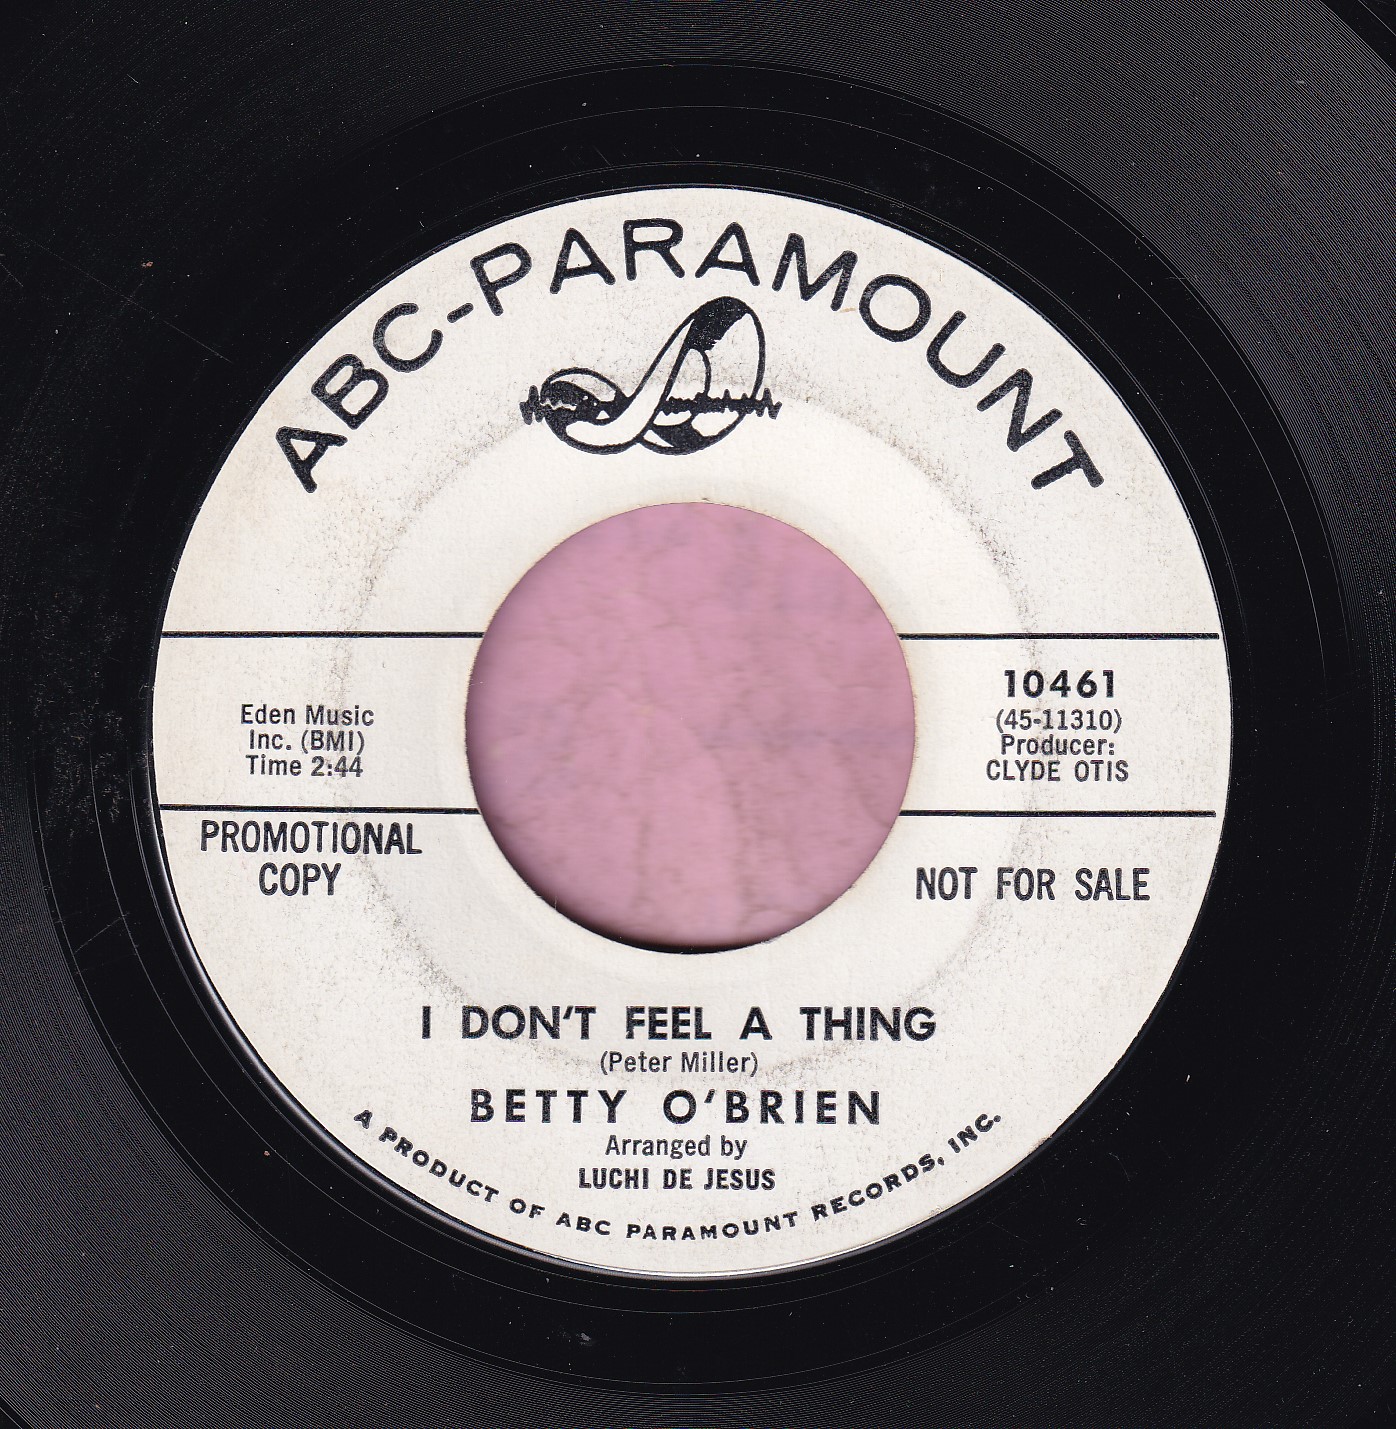 ABC-PARAMOUNT
10461
(45-11310)
Producer:
CLYDE OTIS
Eden Music
Inc. (BMI)
Time 2:44
PROMOTIONAL
COPY
NOT FOR SALE
I DON'T FEEL A THING
(Peter Miller)
BETTY O'BRIEN
Arranged by
LUCHI DE JESUS
A PRODUCT OF ABC PARAMOUNT RECORDS, INC.